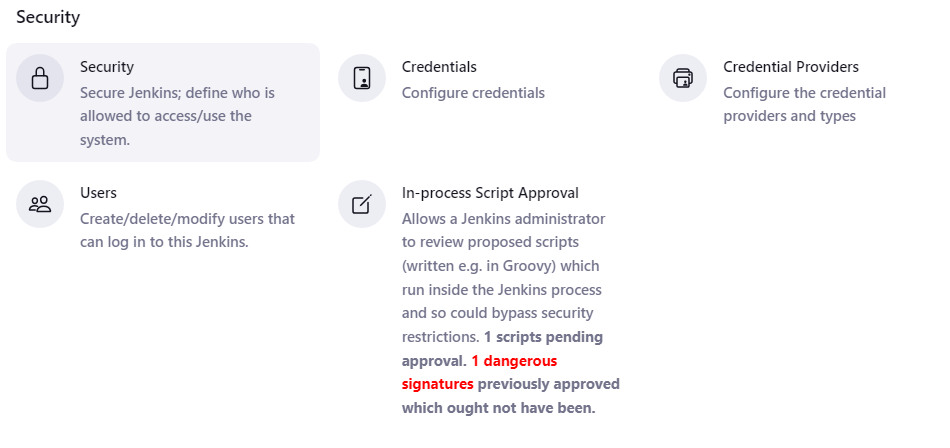 Security
Security
Secure Jenkins; define who is
allowed to access/use the
system.
Credentials
Configure credentials
Credential Providers
Configure the credential
providers and types
Users
Create/delete/modify users that
can log in to this Jenkins.
In-process Script Approval
Allows a Jenkins administrator
to review proposed scripts
(written e.g. in Groovy) which
run inside the Jenkins process
and so could bypass security
restrictions. 1 scripts pending
approval. 1 dangerous
signatures previously approved
which ought not have been.